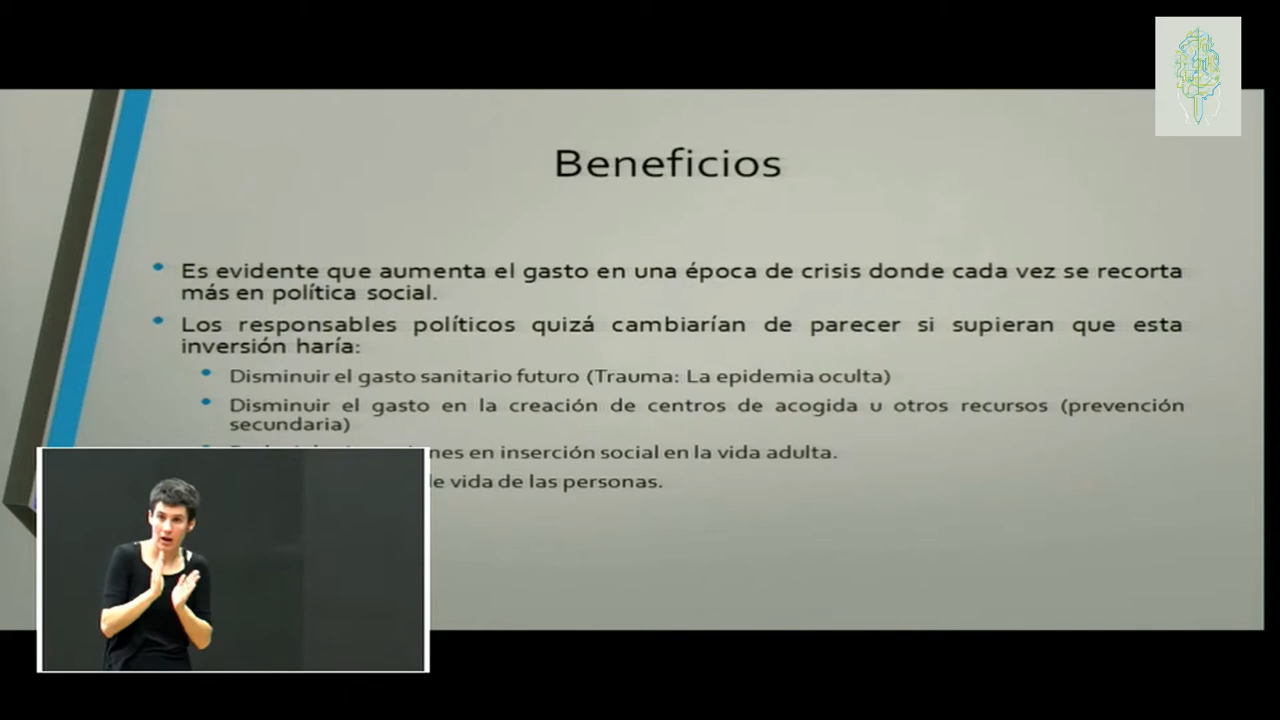 Beneficios
Es evidente que aumenta el gasto en una época de crisis donde cada vez se recorta
más en política social.
Los responsables políticos quizá cambiarían de parecer si supieran que esta
inversión haría:
Disminuir el gasto sanitario futuro (Trauma: La epidemia oculta)
Disminuir el gasto en la creación de centros de acogida u otros recursos (prevención
secundaria)
en inserción social en la vida adulta.
de vida de las personas.